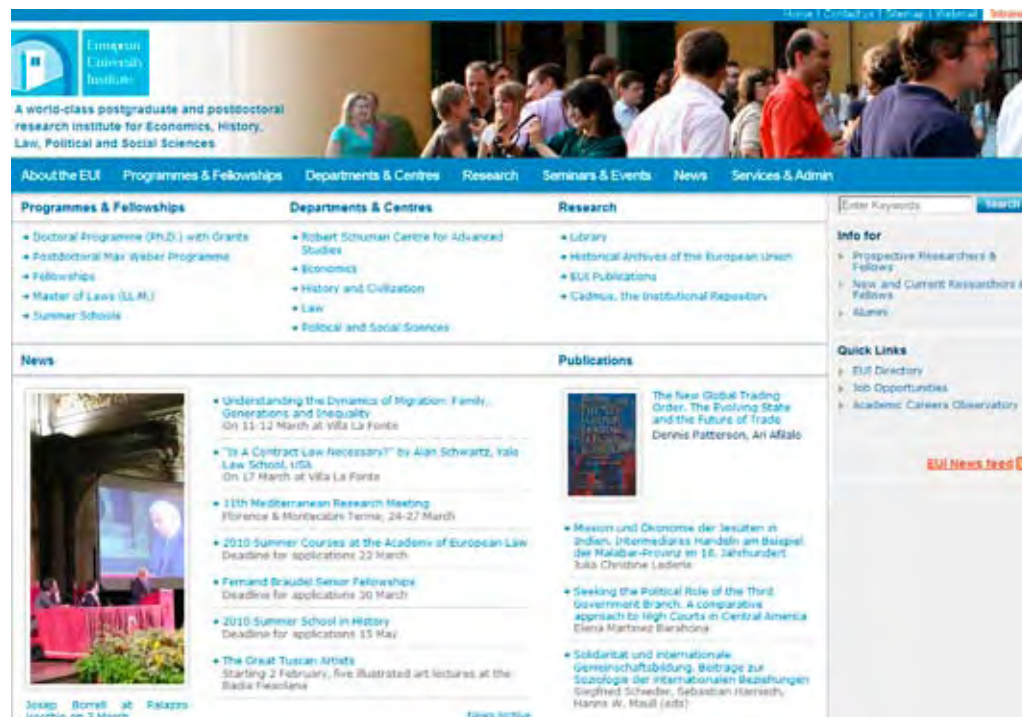 Home | Contact us | Sitemap | Webmail
European
University
Institute
A world-class postgraduate and postdoctoral
research institute for Economics, History,
Law, Political and Social Sciences
About the EUI Programmes & Fellowships Departments & Centres Research Seminars & Events News Services & Admin
Programmes & Fellowships
Doctoral Programme (Ph.D.) with Grants
Postdoctoral Max Weber Programme
Fellowships
Master of Laws (LL.M.)
Summer Schools
Departments & Centres
Robert Schuman Centre for Advanced
Studies
Economics
History and Civilization
Law
Political and Social Sciences
Research
Library
Historical Archives of the European Union
EUI Publications
Cadmus, the Institutional Repository
Enter Keywords Search
Info for
Prospective Researchers &
Fellows
New and Current Researchers &
Fellows
Alumni
Quick Links
EUI Directory
Job Opportunities
Academic Careers Observatory
EUI News feed
News
Understanding the Dynamics of Migration: Family,
Generations and Inequality
On 11-12 March at Villa La Fonte
"Is A Contract Law Necessary?" by Alan Schwartz, Yale
Law School, USA
On 17 March at Villa La Fonte
11th Mediterranean Research Meeting
Florence & Montecatini Terme, 24-27 March
2010 Summer Courses at the Academy of European Law
Deadline for applications 22 March
Fernand Braudel Senior Fellowships
Deadline for applications 30 March
2010 Summer School in History
Deadline for applications 15 May
The Great Tuscan Artists
Starting 2 February, five illustrated art lectures at the
Badia Fiesolana
News Archive
Josep Borrell at Palazzo
Publications
The New Global Trading
Order. The Evolving State
and the Future of Trade
Dennis Patterson, Ari Afilalo
Mission und Ökonomie der Jesuiten in
Indien. Intermediäres Handeln am Beispiel
der Malabar-Provinz im 18. Jahrhundert
Julia Christine Lederle
Seeking the Political Role of the Third
Government Branch. A comparative
approach to High Courts in Central America
Elena Martinez Barahona
Solidarität und internationale
Gemeinschaftsbildung. Beiträge zur
Soziologie der internationalen Beziehungen
Siegfried Schieder, Sebastian Harnisch,
Hanns W. Maull (eds)